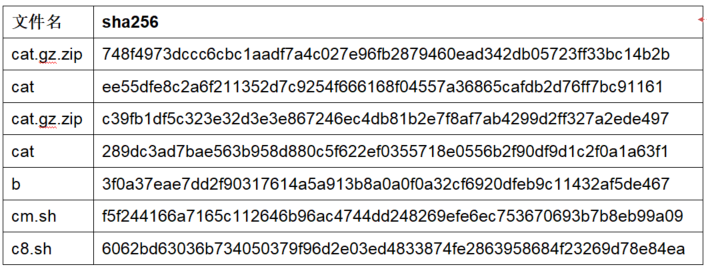 文件名 sha256
cat.gz.zip 748f4973dccc6cbc1aadf7a4c027e96fb2879460ead342db05723ff33bc14b2b
cat ee55dfe8c2a6f211352d7c9254f666168f04557a36865cafdb2d76ff7bc91161
cat.gz.zip c39fb1df5c323e32d3e3e867246ec4db81b2e7f8af7ab4299d2ff327a2ede497
cat 289dc3ad7bae563b958d880c5f622ef0355718e0556b2f90df9d1c2f0a1a63f1
b 3f0a37eae7dd2f90317614a5a913b8a0a0f0a32cf6920dfeb9c11432af5de467
cm.sh f5f244166a7165c112646b96ac4744dd248269efe6ec753670693b7b8eb99a09
c8.sh 6062bd63036b734050379f96d2e03ed4833874fe2863958684f23269d78e84ea